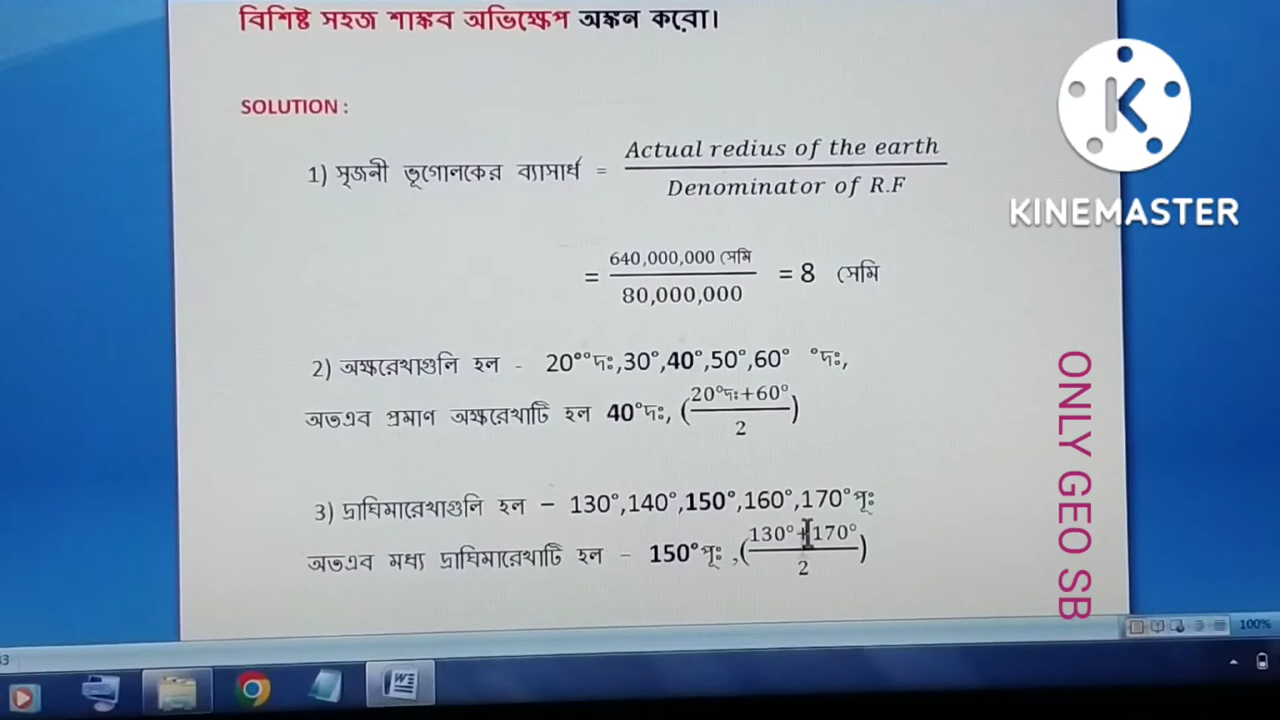 বিশিষ্ট সহজ শাঙ্কব অভিক্ষেপ অঙ্কন করো।
SOLUTION :
1) সৃজনী ভূগোলকের ব্যাসার্ধ = Actual redius of the earth / Denominator of R.F
= 640,000,000 সেমি / 80,000,000 = 8 সেমি
2) অক্ষরেখাগুলি হল - 20°°দঃ,30°,40°,50°,60° °দঃ,
অতএব প্রমাণ অক্ষরেখাটি হল 40°দঃ, (20°দঃ+60° / 2)
3) দ্রাঘিমারেখাগুলি হল – 130°,140°,150°,160°,170°পূঃ
অতএব মধ্য দ্রাঘিমারেখাটি হল - 150°পূঃ ,(130°+170° / 2)
KINEMASTER
ONLY GEO SB
100%